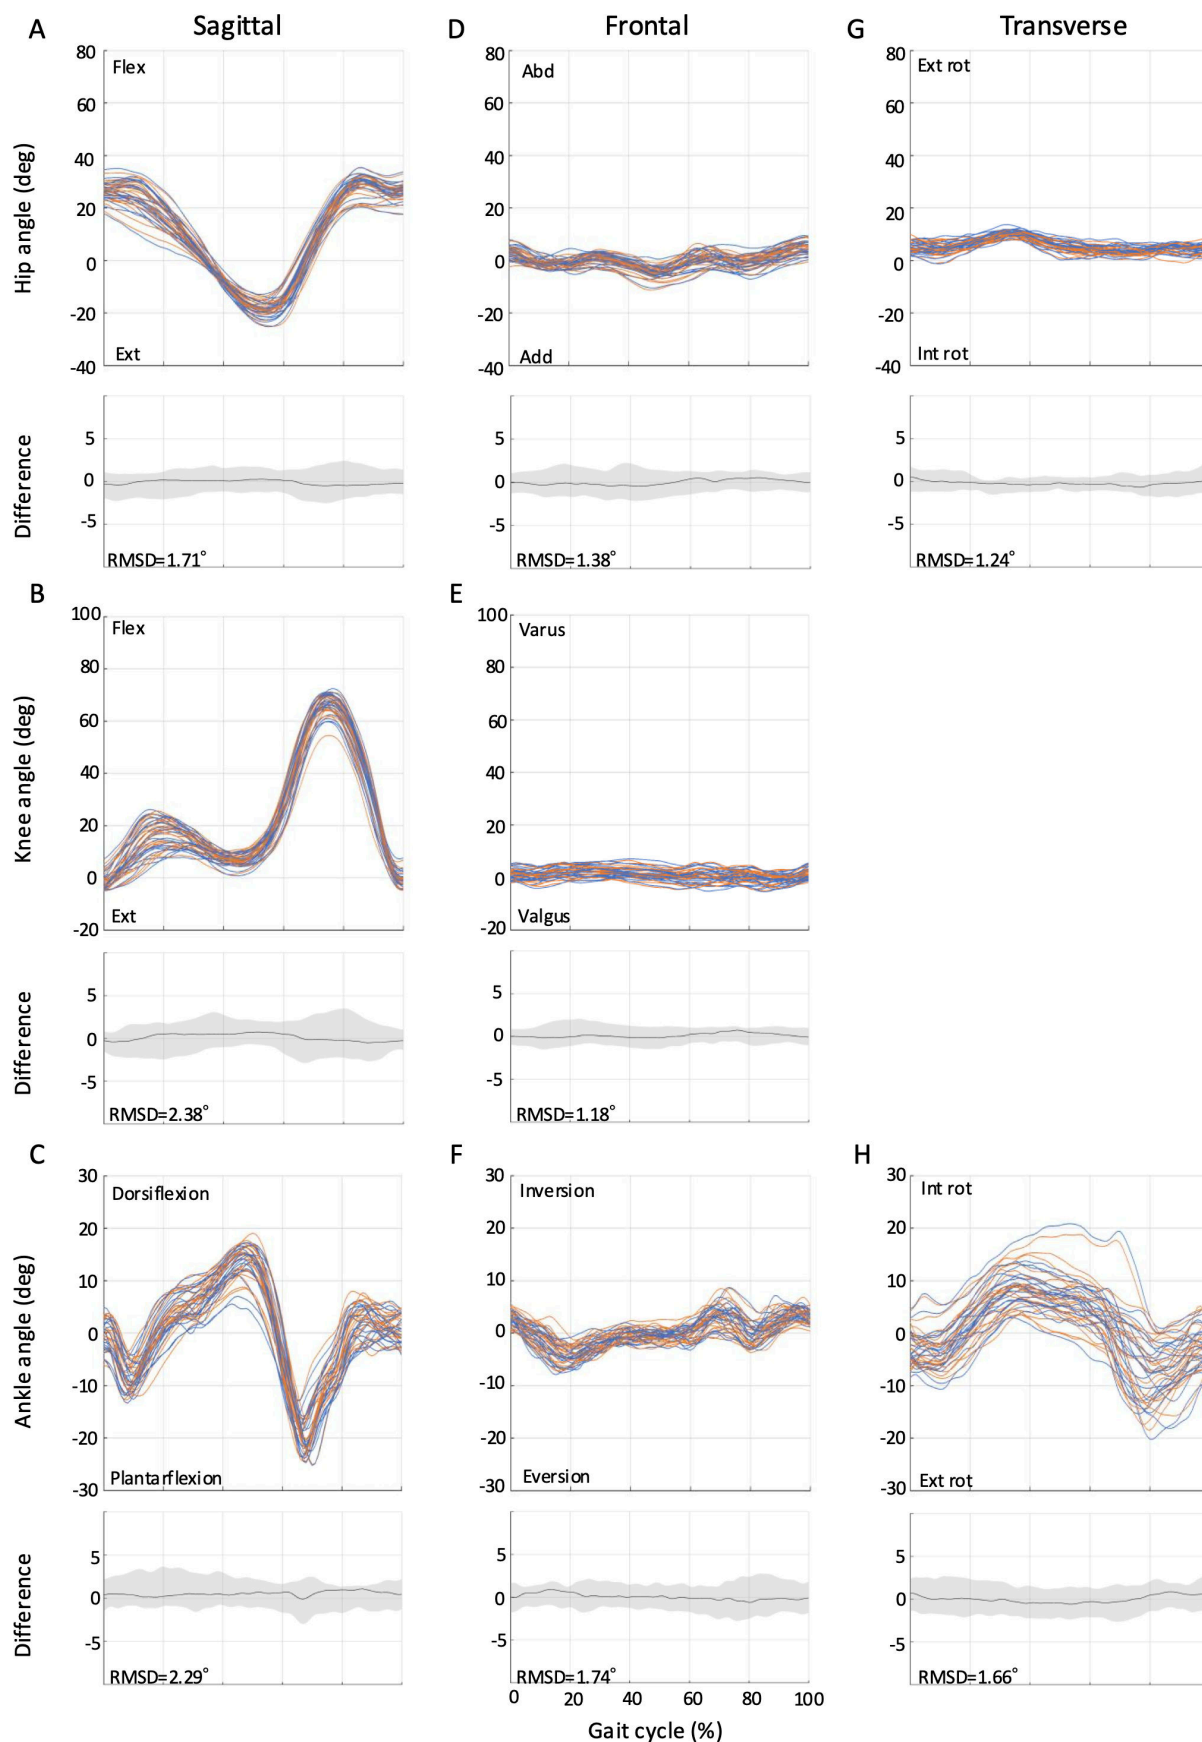 A Sagittal D Frontal G Transverse
80 Flex 80 Abd 80 Ext rot
60 60 60
40 40 40
20 20 20
0 0 0
-20 -20 -20
-40 Ext -40 Add -40 Int rot
Hip angle (deg)
5 5 5
0 0 0
-5 -5 -5
Difference
RMSD=1.71° RMSD=1.38° RMSD=1.24°
B E
100 Flex 100 Varus
80 80
60 60
40 40
20 20
0 0
-20 Ext -20 Valgus
Knee angle (deg)
5 5
0 0
-5 -5
Difference
RMSD=2.38° RMSD=1.18°
C F H
30 Dorsiflexion 30 Inversion 30 Int rot
20 20 20
10 10 10
0 0 0
-10 -10 -10
-20 -20 -20
-30 Plantarflexion -30 Eversion -30 Ext rot
Ankle angle (deg)
5 5 5
0 0 0
-5 -5 -5
Difference
RMSD=2.29° RMSD=1.74° RMSD=1.66°
0 20 40 60 80 100
Gait cycle (%)